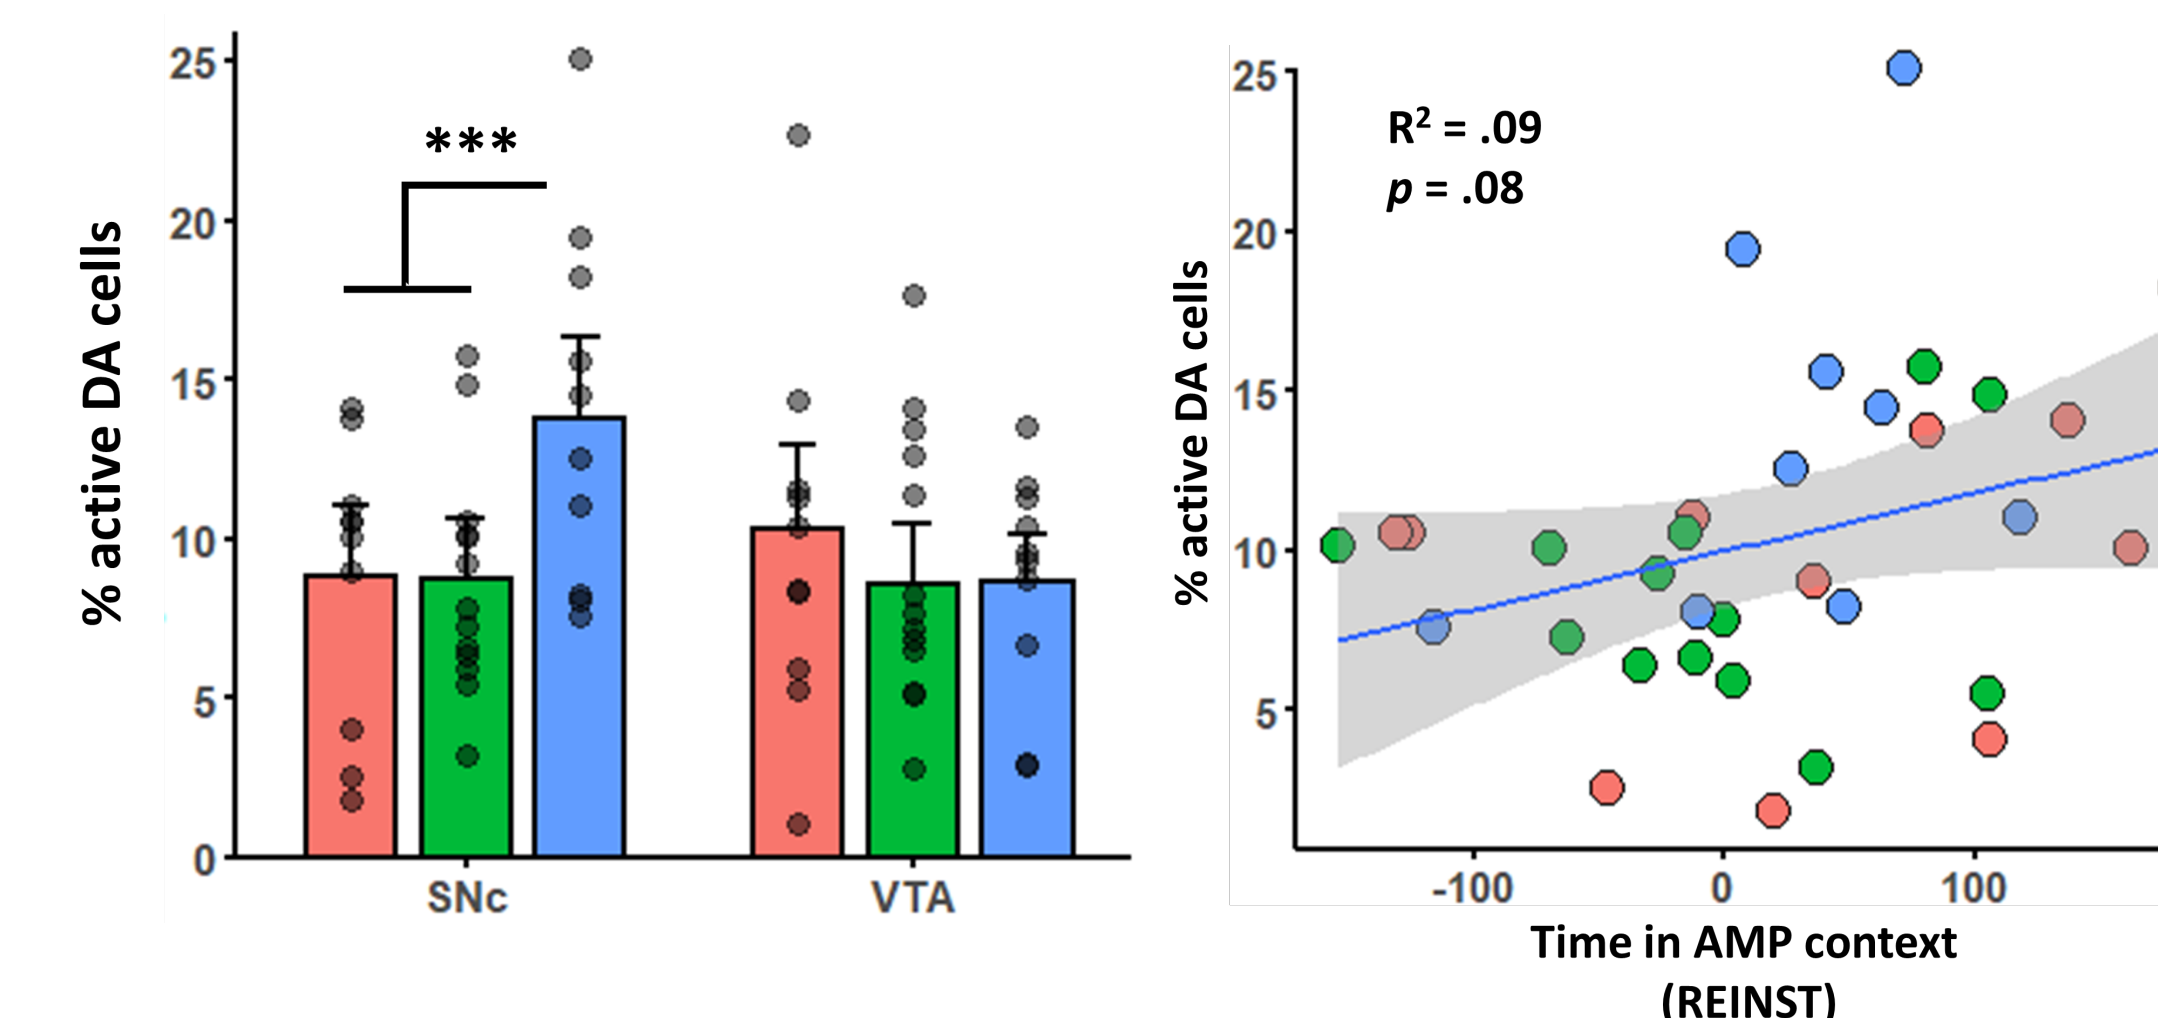 % active DA cells
25
20
15
10
5
0
***
SNc
VTA
% active DA cells
25
20
15
10
5
R² = .09
p = .08
-100
0
100
Time in AMP context
(REINST)